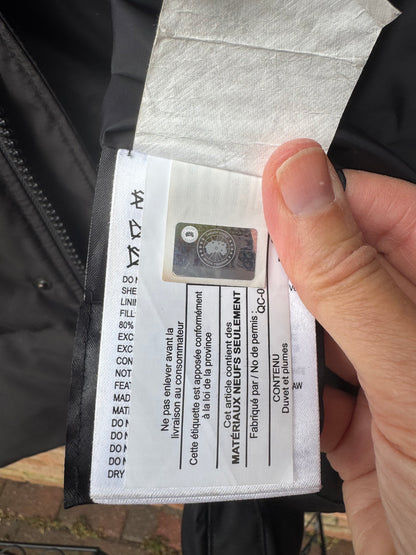 Ne pas enlever avant la
livraison au consommateur
Cette étiquette est apposée conformément
à la loi de la province
Cet article contient des
MATÉRIAUX NEUFS SEULEMENT
Fabriqué par / No de permis :
QC-0
CONTENU
Duvet et plumes
DO
SHE
LINI
FILL
80%
EXC
EXC
CON
NOT
FEAT
MAD
MATI
DO N
DO N
DO N
DO N
DRY
AW